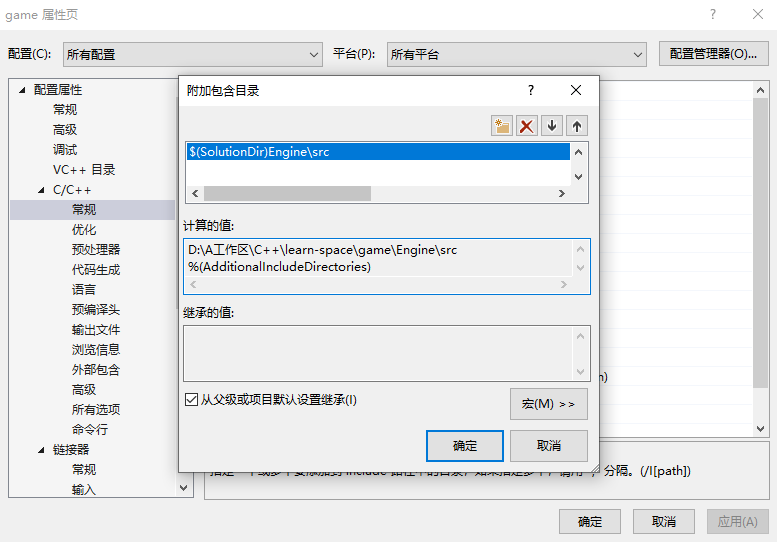 game 属性页
配置(C): 所有配置 平台(P): 所有平台 配置管理器(O)...
配置属性
常规
高级
调试
VC++ 目录
C/C++
常规
优化
预处理器
代码生成
语言
预编译头
输出文件
浏览信息
外部包含
高级
所有选项
命令行
链接器
常规
输入
附加包含目录
$(SolutionDir)Engine\src
计算的值:
D:\A工作区\C++\learn-space\game\Engine\src
%(AdditionalIncludeDirectories)
继承的值:
从父级或项目默认设置继承(I)
宏(M) >>
确定 取消
分隔。(/I[path])
确定 取消 应用(A)